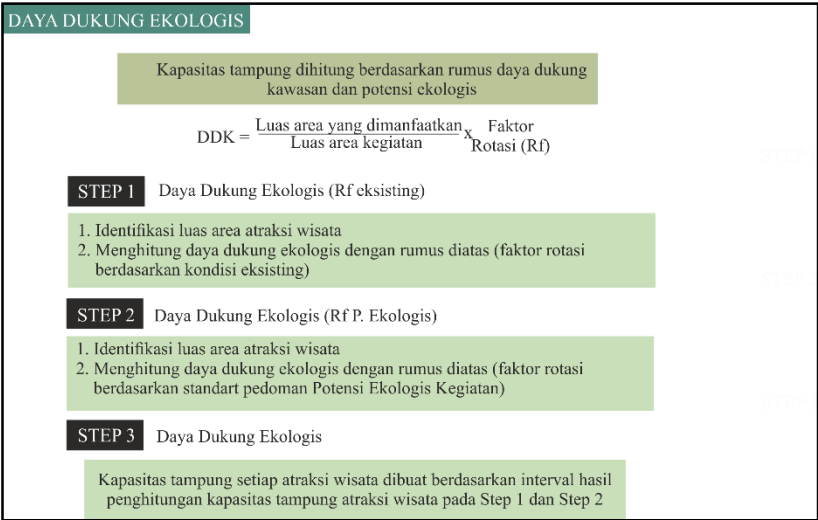 DAYA DUKUNG EKOLOGIS
Kapasitas tampung dihitung berdasarkan rumus daya dukung
kawasan dan potensi ekologis
DDK = Luas area yang dimanfaatkan / Luas area kegiatan x Faktor Rotasi (Rf)
STEP 1 Daya Dukung Ekologis (Rf eksisting)
1. Identifikasi luas area atraksi wisata
2. Menghitung daya dukung ekologis dengan rumus diatas (faktor rotasi
berdasarkan kondisi eksisting)
STEP 2 Daya Dukung Ekologis (Rf P. Ekologis)
1. Identifikasi luas area atraksi wisata
2. Menghitung daya dukung ekologis dengan rumus diatas (faktor rotasi
berdasarkan standart pedoman Potensi Ekologis Kegiatan)
STEP 3 Daya Dukung Ekologis
Kapasitas tampung setiap atraksi wisata dibuat berdasarkan interval hasil
penghitungan kapasitas tampung atraksi wisata pada Step 1 dan Step 2